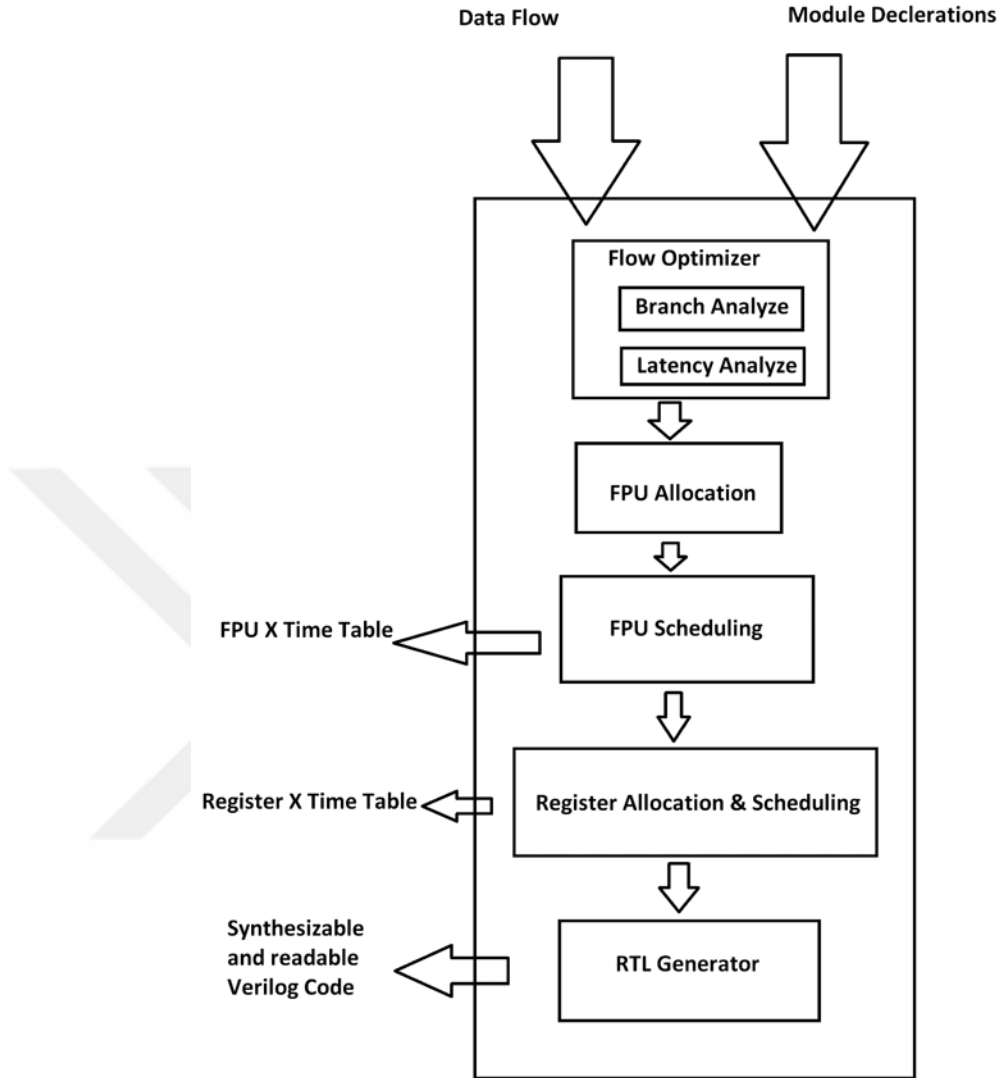 Data Flow
Module Declerations
Flow Optimizer
Branch Analyze
Latency Analyze
FPU Allocation
FPU Scheduling
FPU X Time Table
Register Allocation & Scheduling
Register X Time Table
RTL Generator
Synthesizable
and readable
Verilog Code